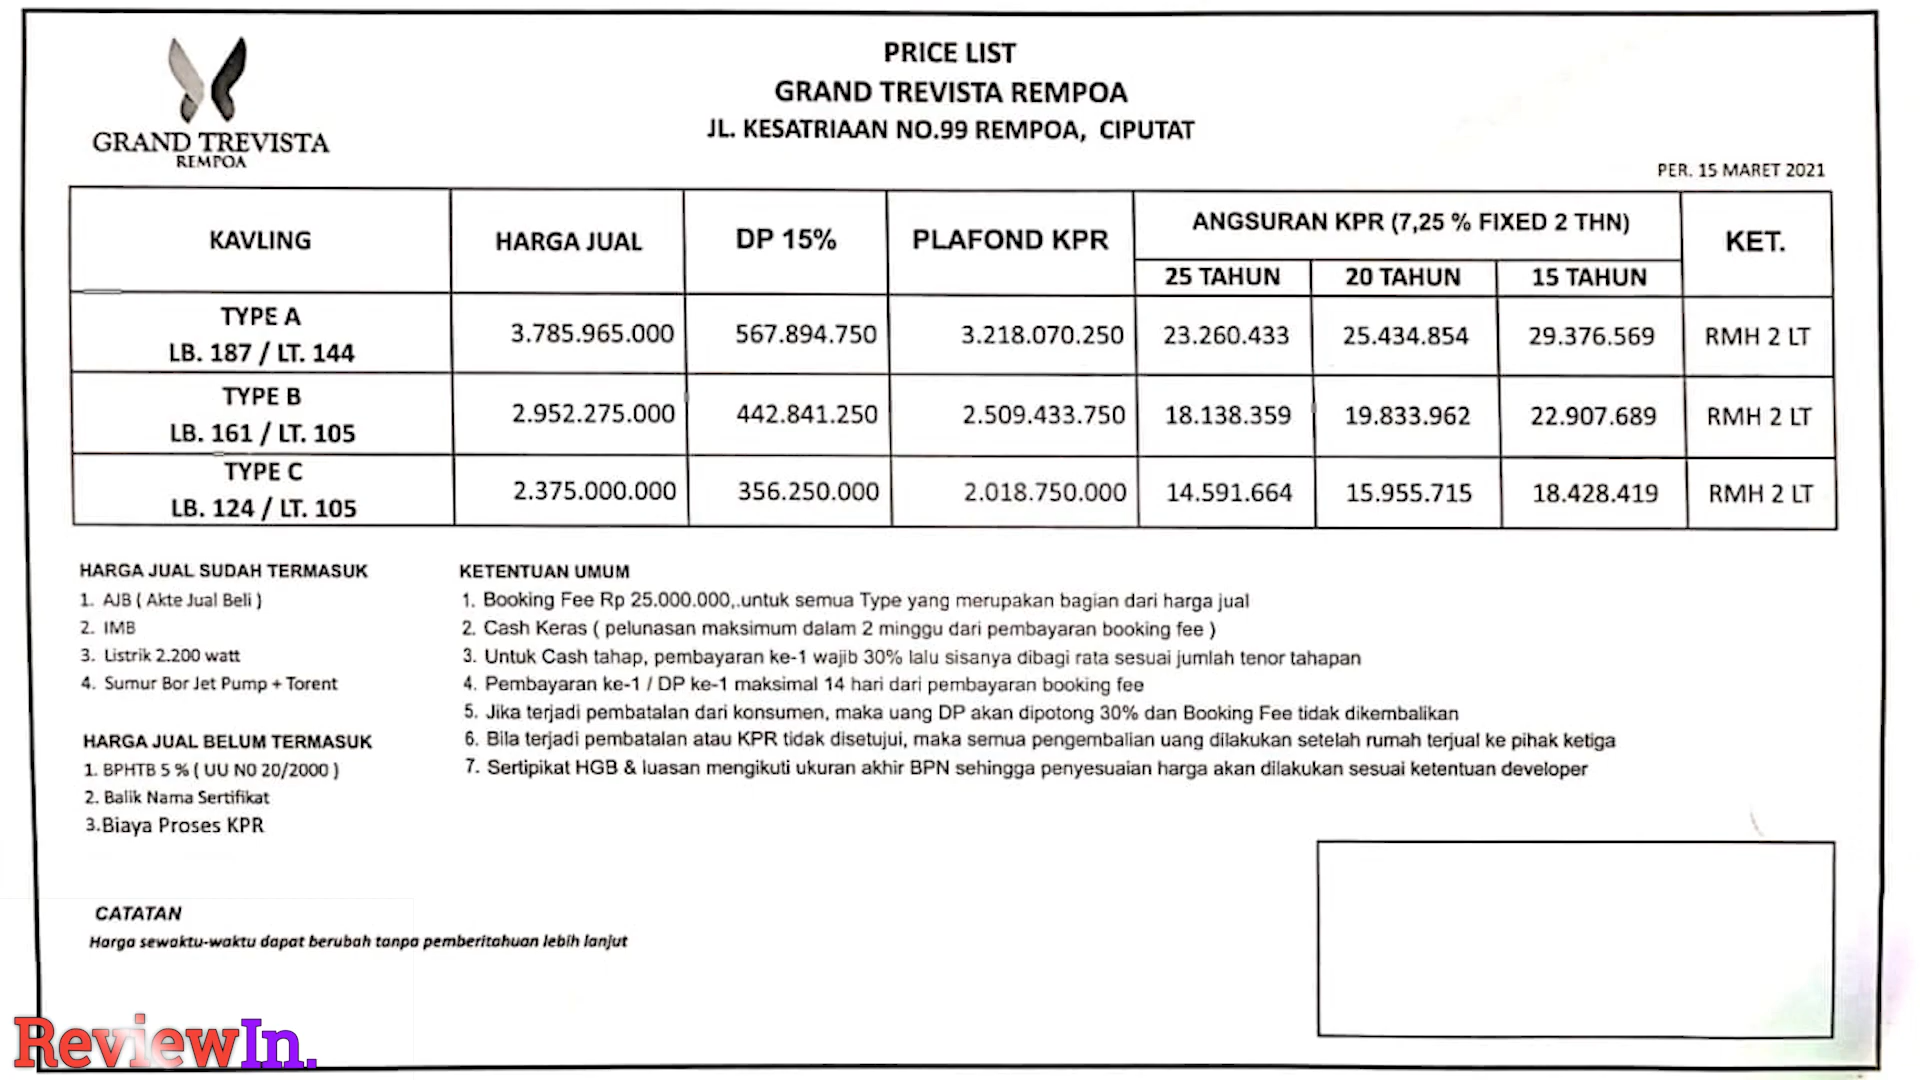 GRAND TREVISTA
REMPOA
PRICE LIST
GRAND TREVISTA REMPOA
JL. KESATRIAAN NO.99 REMPOA, CIPUTAT
PER. 15 MARET 2021
KAVLING HARGA JUAL DP 15% PLAFOND KPR ANGSURAN KPR (7,25 % FIXED 2 THN) KET.
25 TAHUN 20 TAHUN 15 TAHUN
TYPE A
LB. 187 / LT. 144 3.785.965.000 567.894.750 3.218.070.250 23.260.433 25.434.854 29.376.569 RMH 2 LT
TYPE B
LB. 161 / LT. 105 2.952.275.000 442.841.250 2.509.433.750 18.138.359 19.833.962 22.907.689 RMH 2 LT
TYPE C
LB. 124 / LT. 105 2.375.000.000 356.250.000 2.018.750.000 14.591.664 15.955.715 18.428.419 RMH 2 LT
HARGA JUAL SUDAH TERMASUK
1. AJB ( Akte Jual Beli )
2. IMB
3. Listrik 2.200 watt
4. Sumur Bor Jet Pump + Torent
HARGA JUAL BELUM TERMASUK
1. BPHTB 5 % ( UU NO 20/2000 )
2. Balik Nama Sertifikat
3.Biaya Proses KPR
KETENTUAN UMUM
1. Booking Fee Rp 25.000.000,.untuk semua Type yang merupakan bagian dari harga jual
2. Cash Keras ( pelunasan maksimum dalam 2 minggu dari pembayaran booking fee )
3. Untuk Cash tahap, pembayaran ke-1 wajib 30% lalu sisanya dibagi rata sesuai jumlah tenor tahapan
4. Pembayaran ke-1 / DP ke-1 maksimal 14 hari dari pembayaran booking fee
5. Jika terjadi pembatalan dari konsumen, maka uang DP akan dipotong 30% dan Booking Fee tidak dikembalikan
6. Bila terjadi pembatalan atau KPR tidak disetujui, maka semua pengembalian uang dilakukan setelah rumah terjual ke pihak ketiga
7. Sertipikat HGB & luasan mengikuti ukuran akhir BPN sehingga penyesuaian harga akan dilakukan sesuai ketentuan developer
CATATAN
Harga sewaktu-waktu dapat berubah tanpa pemberitahuan lebih lanjut
ReviewIn.